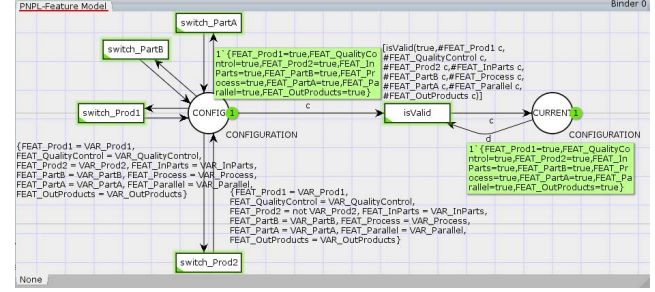 PNPL-Feature Model
Binder 0
switch_PartA
switch_PartB
1`{FEAT_Prod1=true,FEAT_QualityCo
ntrol=true,FEAT_Prod2=true,FEAT_In
Parts=true,FEAT_PartB=true,FEAT_Pr
ocess=true,FEAT_PartA=true,FEAT_Pa
rallel=true,FEAT_OutProducts=true}
[isValid(true,#FEAT_Prod1 c,
#FEAT_QualityControl c,
#FEAT_Prod2 c,#FEAT_InParts c,
#FEAT_PartB c,#FEAT_Process c,
#FEAT_PartA c,#FEAT_Parallel c,
#FEAT_OutProducts c)]
switch_Prod1
CONFIG
1
c
isValid
c
d
CURRENT
1
CONFIGURATION
CONFIGURATION
{FEAT_Prod1 = VAR_Prod1,
FEAT_QualityControl = VAR_QualityControl,
FEAT_Prod2 = VAR_Prod2, FEAT_InParts = VAR_InParts,
FEAT_PartB = VAR_PartB, FEAT_Process = VAR_Process,
FEAT_PartA = VAR_PartA, FEAT_Parallel = VAR_Parallel,
FEAT_OutProducts = VAR_OutProducts}
1`{FEAT_Prod1=true,FEAT_QualityCo
ntrol=true,FEAT_Prod2=true,FEAT_In
Parts=true,FEAT_PartB=true,FEAT_Pr
ocess=true,FEAT_PartA=true,FEAT_Pa
rallel=true,FEAT_OutProducts=true}
{FEAT_Prod1 = VAR_Prod1,
FEAT_QualityControl = VAR_QualityControl,
FEAT_Prod2 = not VAR_Prod2, FEAT_InParts = VAR_InParts,
FEAT_PartB = VAR_PartB, FEAT_Process = VAR_Process,
FEAT_PartA = VAR_PartA, FEAT_Parallel = VAR_Parallel,
FEAT_OutProducts = VAR_OutProducts}
switch_Prod2
None